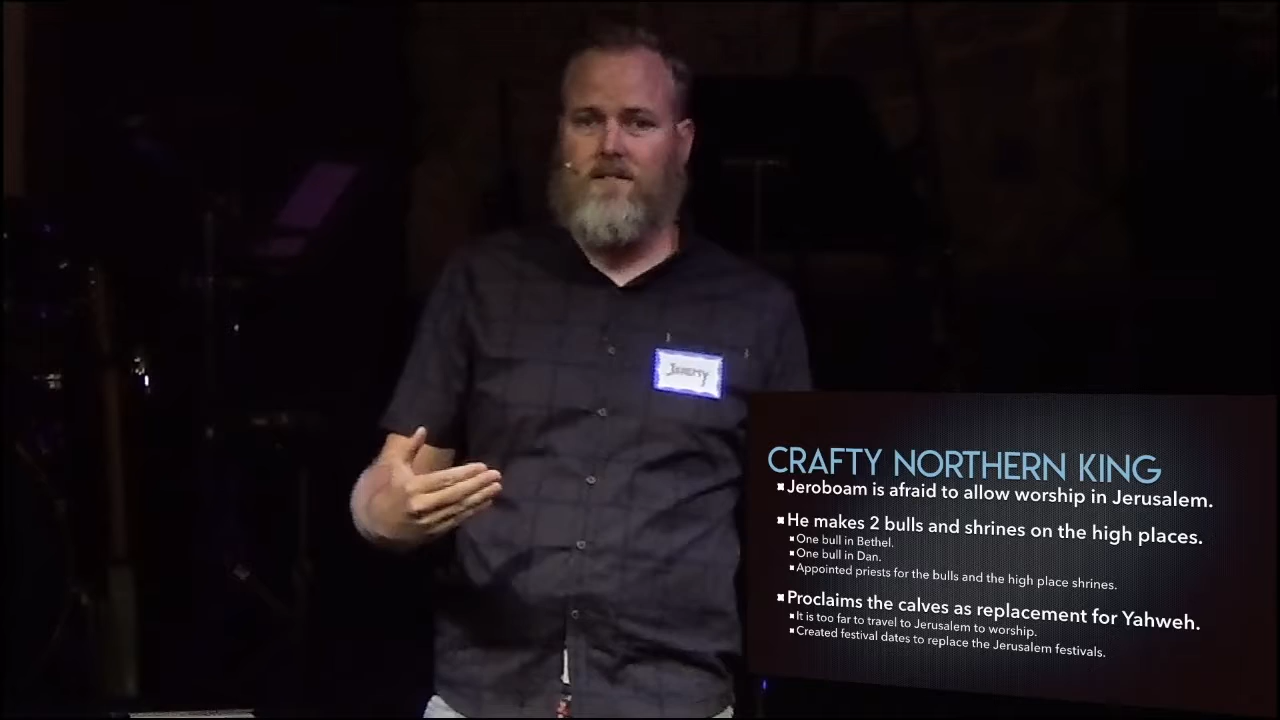 Jeremy
CRAFTY NORTHERN KING
Jeroboam is afraid to allow worship in Jerusalem.
He makes 2 bulls and shrines on the high places.
One bull in Bethel.
One bull in Dan.
Appointed priests for the bulls and the high place shrines.
Proclaims the calves as replacement for Yahweh.
It is too far to travel to Jerusalem to worship.
Created festival dates to replace the Jerusalem festivals.